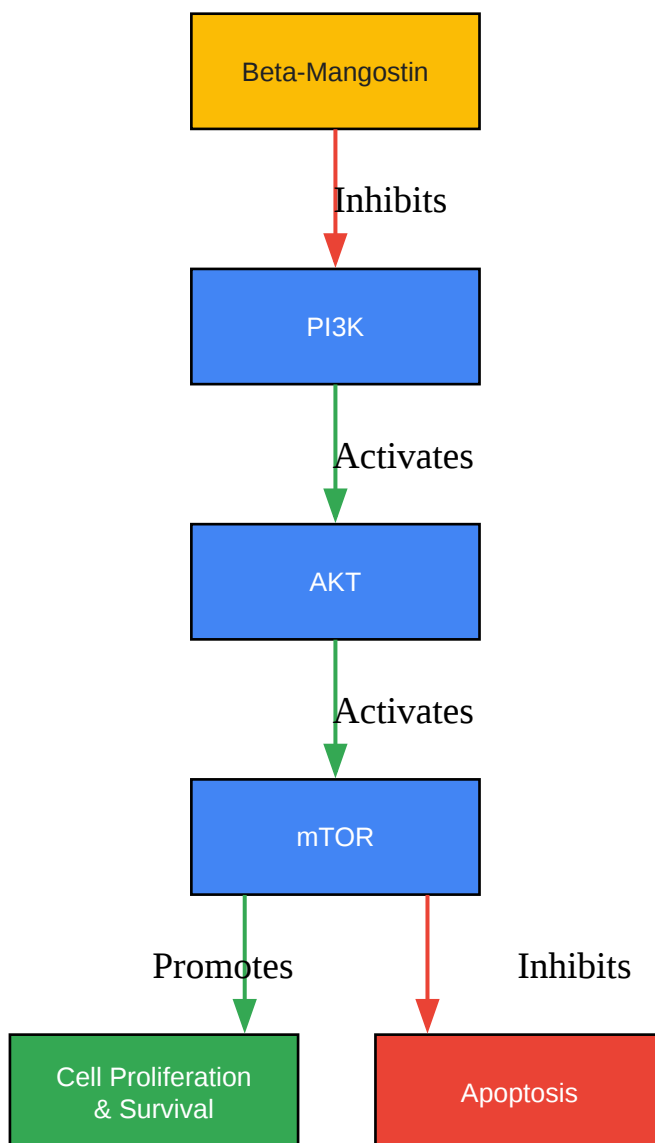 Beta-Mangostin
Inhibits
PI3K
Activates
AKT
Activates
mTOR
Promotes
Inhibits
Cell Proliferation
& Survival
Apoptosis